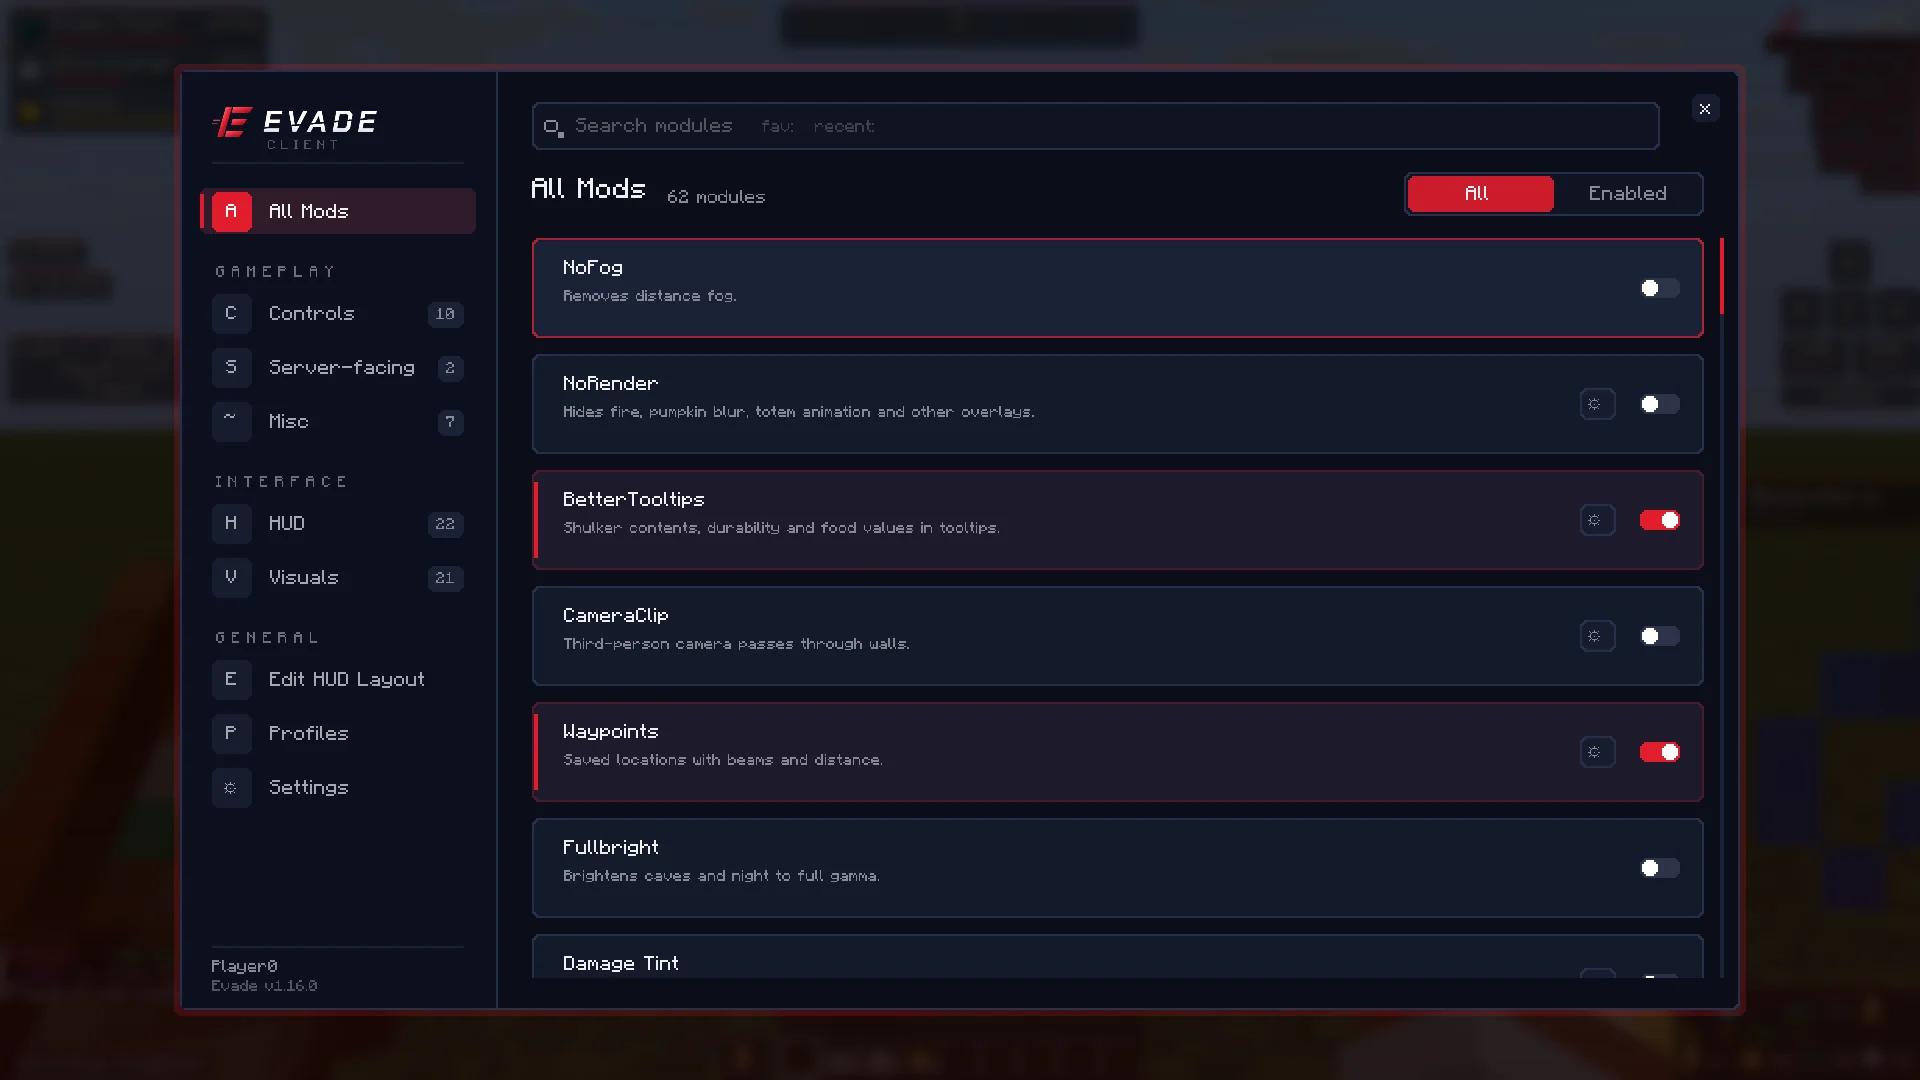 EVADE
CLIENT
A All Mods
GAMEPLAY
C Controls 10
S Server-facing 2
~ Misc 7
INTERFACE
H HUD 22
V Visuals 21
GENERAL
E Edit HUD Layout
P Profiles
Settings
Player0
Evade v1.16.0
Search modules fav: recent:
All Mods 62 modules
All Enabled
NoFog
Removes distance fog.
NoRender
Hides fire, pumpkin blur, totem animation and other overlays.
BetterTooltips
Shulker contents, durability and food values in tooltips.
CameraClip
Third-person camera passes through walls.
Waypoints
Saved locations with beams and distance.
Fullbright
Brightens caves and night to full gamma.
Damage Tint